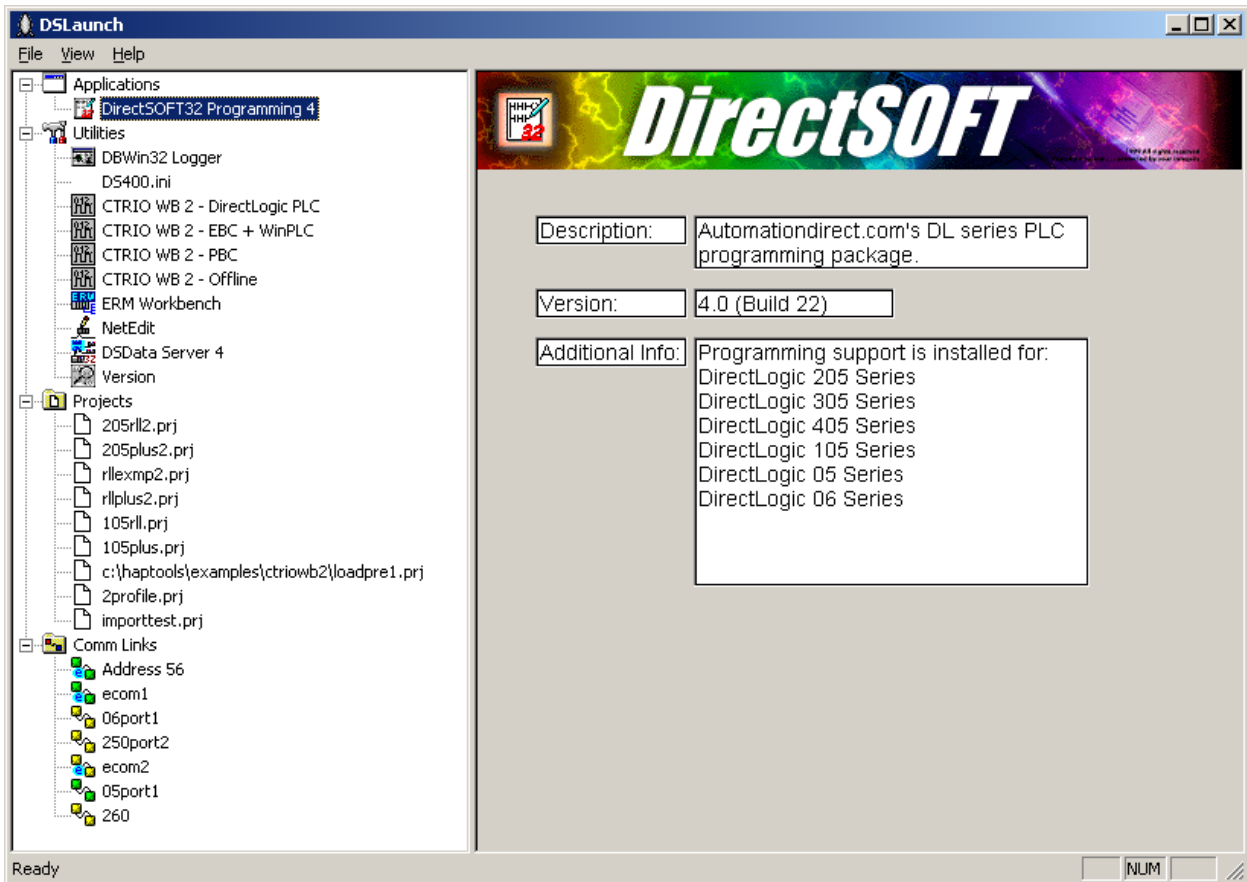 DSLaunch
File View Help
Applications
DirectSOFT32 Programming 4
Utilities
DBWin32 Logger
DS400.ini
CTRIO WB 2 - DirectLogic PLC
CTRIO WB 2 - EBC + WinPLC
CTRIO WB 2 - PBC
CTRIO WB 2 - Offline
ERM Workbench
NetEdit
DSData Server 4
Version
Projects
205rll2.prj
205plus2.prj
rllexmp2.prj
rllplus2.prj
105rll.prj
105plus.prj
c:\haptools\examples\ctriowb2\loadpre1.prj
2profile.prj
importtest.prj
Comm Links
Address 56
ecom1
06port1
250port2
ecom2
05port1
260
32
DirectSOFT
Description:
Automationdirect.com's DL series PLC
programming package.
Version:
4.0 (Build 22)
Additional Info:
Programming support is installed for:
DirectLogic 205 Series
DirectLogic 305 Series
DirectLogic 405 Series
DirectLogic 105 Series
DirectLogic 05 Series
DirectLogic 06 Series
Ready
NUM